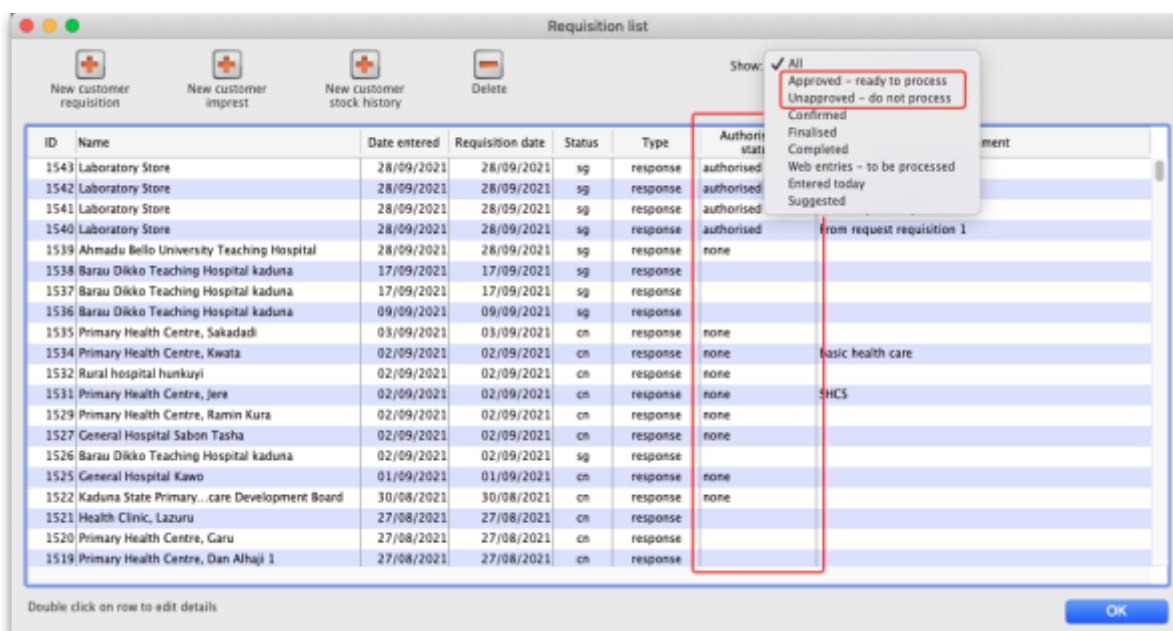 Requisition list
New customer requisition
New customer imprest
New customer stock history
Delete
Show: ✓ All
Approved – ready to process
Unapproved – do not process
Confirmed
Finalised
Completed
Web entries – to be processed
Entered today
Suggested
ID Name Date entered Requisition date Status Type
1543 Laboratory Store 28/09/2021 28/09/2021 sg response authorised
1542 Laboratory Store 28/09/2021 28/09/2021 sg response authorised
1541 Laboratory Store 28/09/2021 28/09/2021 sg response authorised
1540 Laboratory Store 28/09/2021 28/09/2021 sg response authorised From request requisition 1
1539 Ahmadu Bello University Teaching Hospital 28/09/2021 28/09/2021 sg response none
1538 Barau Dikko Teaching Hospital kaduna 17/09/2021 17/09/2021 sg response
1537 Barau Dikko Teaching Hospital kaduna 17/09/2021 17/09/2021 sg response
1536 Barau Dikko Teaching Hospital kaduna 09/09/2021 09/09/2021 sg response
1535 Primary Health Centre, Sakadadi 03/09/2021 03/09/2021 cn response none
1534 Primary Health Centre, Kwata 02/09/2021 02/09/2021 cn response none basic health care
1532 Rural hospital hunkuyi 02/09/2021 02/09/2021 cn response none
1531 Primary Health Centre, Jere 02/09/2021 02/09/2021 cn response none SHCS
1529 Primary Health Centre, Ramin Kura 02/09/2021 02/09/2021 cn response none
1527 General Hospital Sabon Tasha 02/09/2021 02/09/2021 cn response none
1526 Barau Dikko Teaching Hospital kaduna 02/09/2021 02/09/2021 sg response
1525 General Hospital Kawo 01/09/2021 01/09/2021 cn response none
1522 Kaduna State Primary...care Development Board 30/08/2021 30/08/2021 cn response none
1521 Health Clinic, Lazuru 27/08/2021 27/08/2021 cn response
1520 Primary Health Centre, Garu 27/08/2021 27/08/2021 cn response
1519 Primary Health Centre, Dan Alhaji 1 27/08/2021 27/08/2021 cn response
Double click on row to edit details
OK